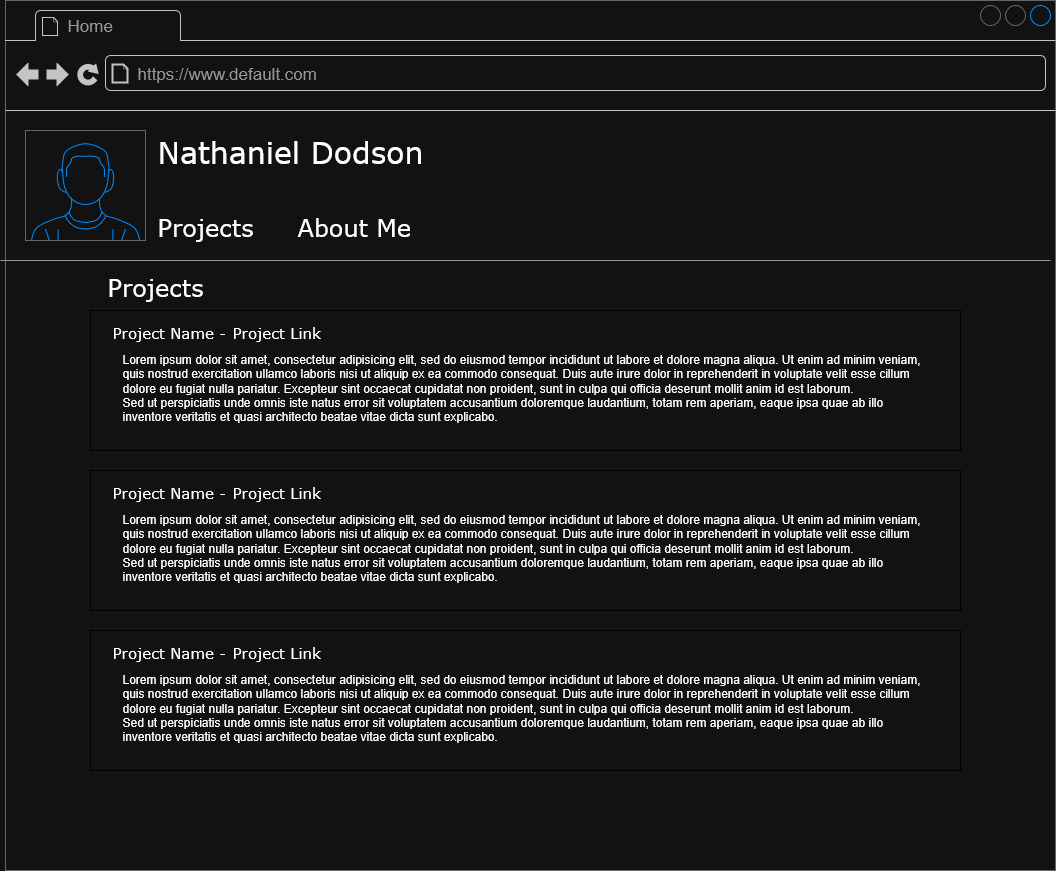 Home
https://www.default.com
Nathaniel Dodson
Projects About Me
Projects
Project Name - Project Link
Lorem ipsum dolor sit amet, consectetur adipisicing elit, sed do eiusmod tempor incididunt ut labore et dolore magna aliqua. Ut enim ad minim veniam,
quis nostrud exercitation ullamco laboris nisi ut aliquip ex ea commodo consequat. Duis aute irure dolor in reprehenderit in voluptate velit esse cillum
dolore eu fugiat nulla pariatur. Excepteur sint occaecat cupidatat non proident, sunt in culpa qui officia deserunt mollit anim id est laborum.
Sed ut perspiciatis unde omnis iste natus error sit voluptatem accusantium doloremque laudantium, totam rem aperiam, eaque ipsa quae ab illo
inventore veritatis et quasi architecto beatae vitae dicta sunt explicabo.
Project Name - Project Link
Lorem ipsum dolor sit amet, consectetur adipisicing elit, sed do eiusmod tempor incididunt ut labore et dolore magna aliqua. Ut enim ad minim veniam,
quis nostrud exercitation ullamco laboris nisi ut aliquip ex ea commodo consequat. Duis aute irure dolor in reprehenderit in voluptate velit esse cillum
dolore eu fugiat nulla pariatur. Excepteur sint occaecat cupidatat non proident, sunt in culpa qui officia deserunt mollit anim id est laborum.
Sed ut perspiciatis unde omnis iste natus error sit voluptatem accusantium doloremque laudantium, totam rem aperiam, eaque ipsa quae ab illo
inventore veritatis et quasi architecto beatae vitae dicta sunt explicabo.
Project Name - Project Link
Lorem ipsum dolor sit amet, consectetur adipisicing elit, sed do eiusmod tempor incididunt ut labore et dolore magna aliqua. Ut enim ad minim veniam,
quis nostrud exercitation ullamco laboris nisi ut aliquip ex ea commodo consequat. Duis aute irure dolor in reprehenderit in voluptate velit esse cillum
dolore eu fugiat nulla pariatur. Excepteur sint occaecat cupidatat non proident, sunt in culpa qui officia deserunt mollit anim id est laborum.
Sed ut perspiciatis unde omnis iste natus error sit voluptatem accusantium doloremque laudantium, totam rem aperiam, eaque ipsa quae ab illo
inventore veritatis et quasi architecto beatae vitae dicta sunt explicabo.